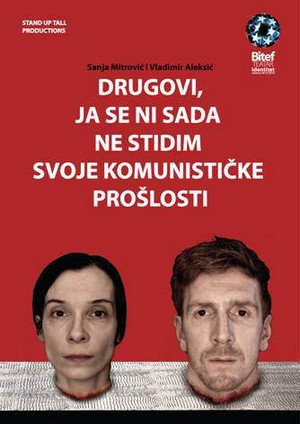 STAND UP TALL
PRODUCTIONS
Bitef
TEATAR
identitet
Sanja Mitrović i Vladimir Aleksić
DRUGOVI,
JA SE NI SADA
NE STIDIM
SVOJE KOMUNISTIČKE
PROŠLOSTI